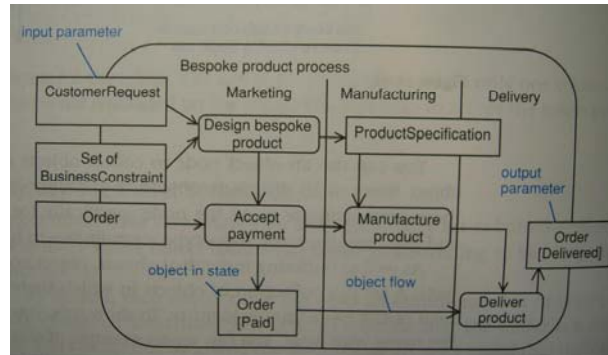 input parameter
Bespoke product process
CustomerRequest
Marketing
Manufacturing
Delivery
Design bespoke
product
ProductSpecification
Set of
BusinessConstraint
output
parameter
Order
Accept
payment
Manufacture
product
Order
[Delivered]
object in state
object flow
Order
[Paid]
Deliver
product